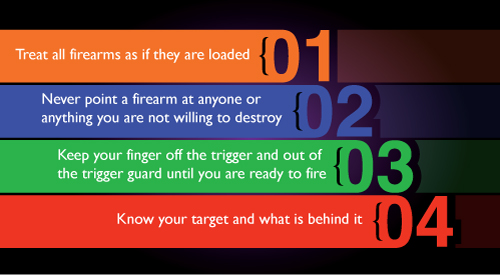 Treat all firearms as if they are loaded {01
Never point a firearm at anyone or
anything you are not willing to destroy {02
Keep your finger off the trigger and out of
the trigger guard until you are ready to fire {03
Know your target and what is behind it {04